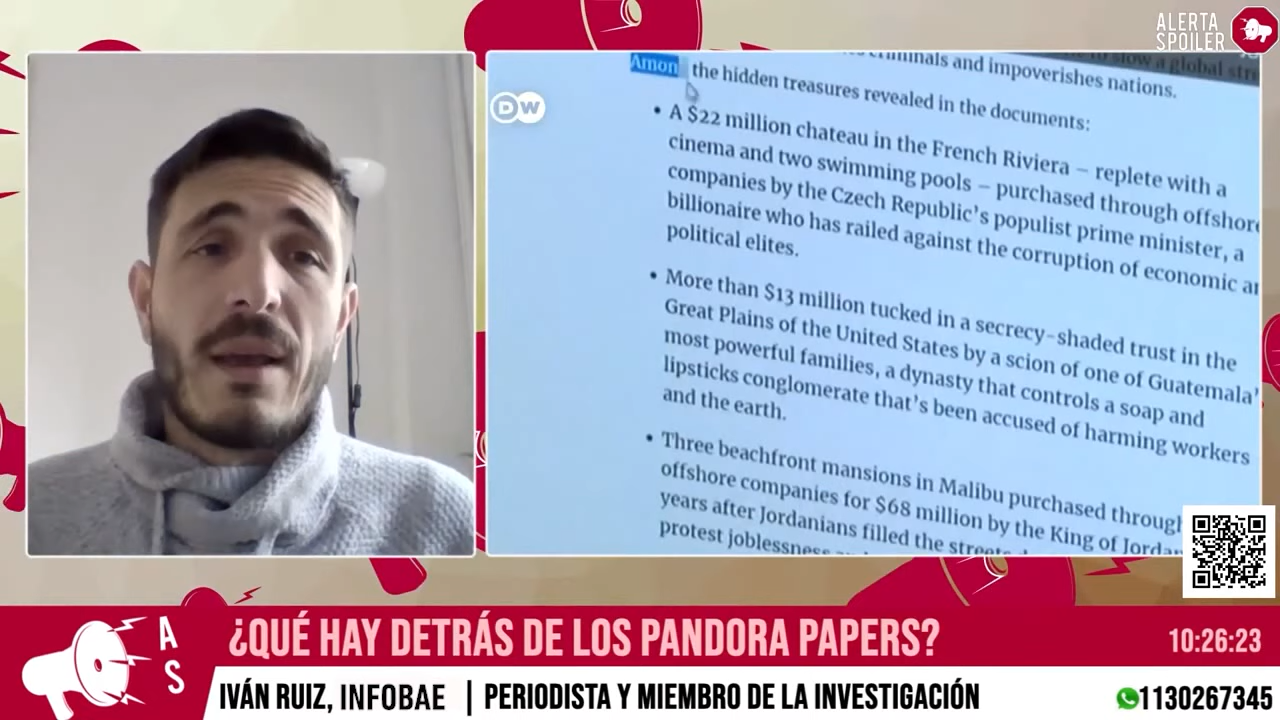 ALERTA
SPOILER
criminals and impoverishes nations.
slow a global
Amon the hidden treasures revealed in the documents:
DW
• A $22 million chateau in the French Riviera – replete with a
cinema and two swimming pools – purchased through offshore
companies by the Czech Republic's populist prime minister, a
billionaire who has railed against the corruption of economic
political elites.
• More than $13 million tucked in a secrecy-shaded trust in the
Great Plains of the United States by a scion of one of Guatemala'
most powerful families, a dynasty that controls a soap and
lipsticks conglomerate that's been accused of harming workers
and the earth.
• Three beachfront mansions in Malibu purchased through
offshore companies for $68 million by the King of
years after Jordanians filled the
protest joblessness
A
S
¿QUÉ HAY DETRÁS DE LOS PANDORA PAPERS?
10:26:23
IVÁN RUIZ, INFOBAE | PERIODISTA Y MIEMBRO DE LA INVESTIGACIÓN
1130267345